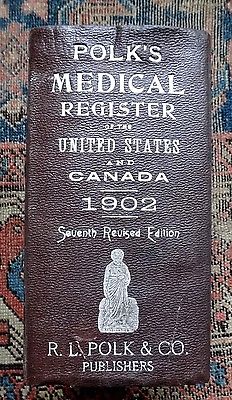 POLK'S
MEDICAL
REGISTER
OF THE
UNITED STATES
AND
CANADA
1902
Seventh Revised Edition
R. L. POLK & CO.
PUBLISHERS